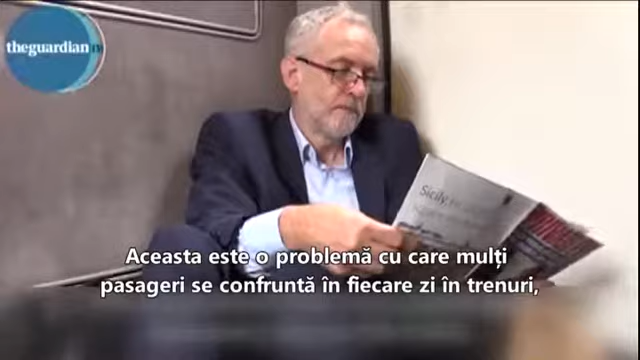 theguardian
Sicily
Aceasta este o problemă cu care mulți
pasageri se confruntă în fiecare zi în trenuri,